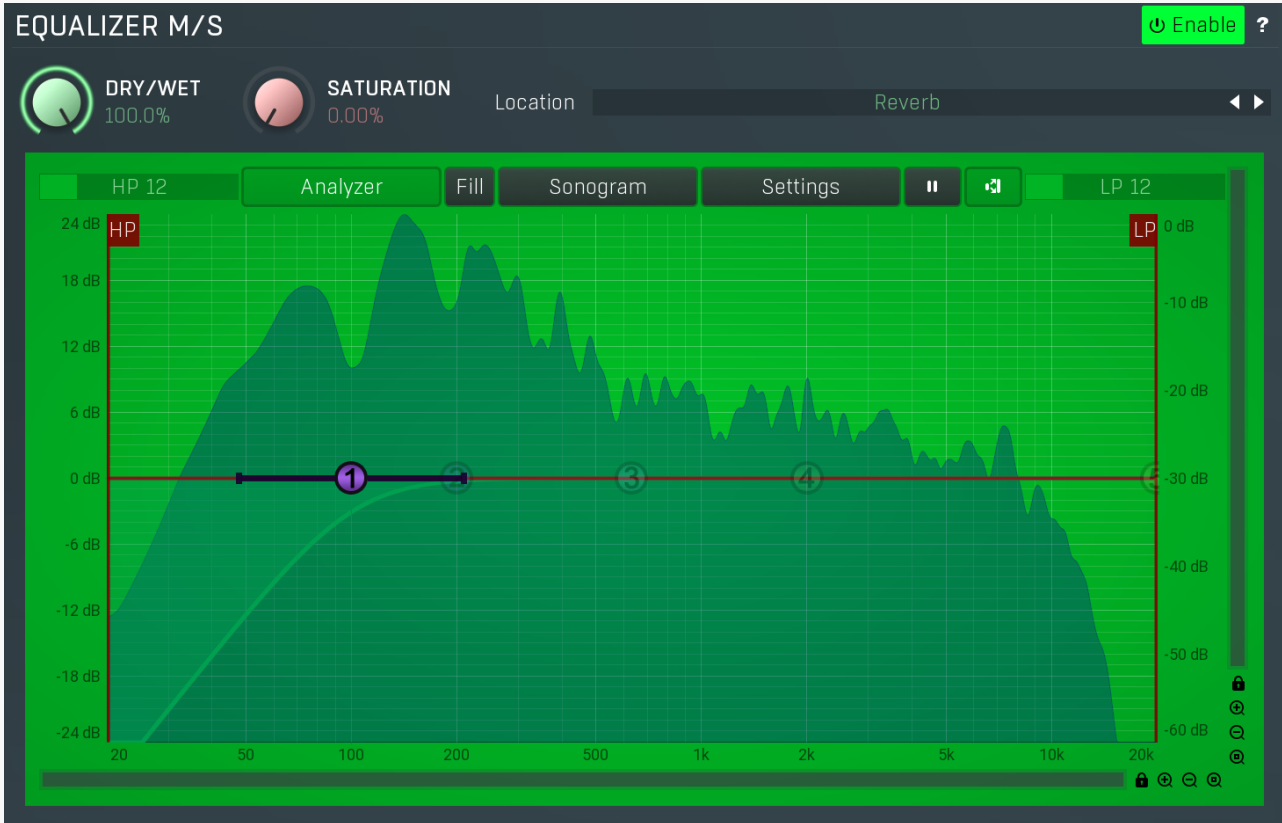 EQUALIZER M/S
Enable ?
DRY/WET
100.0%
SATURATION
0.00%
Location
Reverb
HP 12 Analyzer Fill Sonogram Settings LP 12
HP LP
24 dB
18 dB
12 dB
6 dB
0 dB
-6 dB
-12 dB
-18 dB
-24 dB
1 2 3 4 5
0 dB
-10 dB
-20 dB
-30 dB
-40 dB
-50 dB
-60 dB
20 50 100 200 500 1k 2k 5k 10k 20k